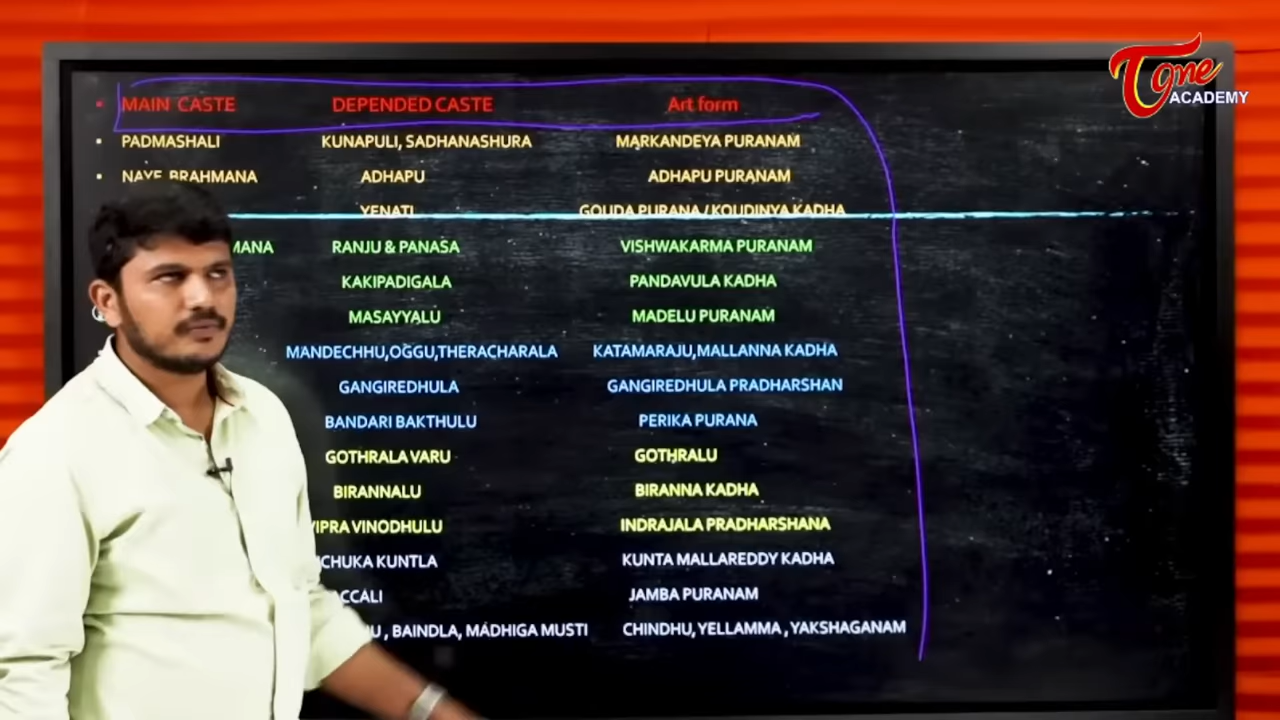 Tone
ACADEMY
MAIN CASTE DEPENDED CASTE Art form
PADMASHALI KUNAPULI, SADHANASHURA MARKANDEYA PURANAM
NAYE BRAHMANA ADHAPU ADHAPU PURANAM
YENATI GOUDA PURANA / KOUDINYA KADHA
MANA RANJU & PANASA VISHWAKARMA PURANAM
KAKIPADIGALA PANDAVULA KADHA
MASAYYALU MADELU PURANAM
MANDECHHU,OGGU,THERACHARALA KATAMARAJU,MALLANNA KADHA
GANGIREDHULA GANGIREDHULA PRADHARSHAN
BANDARI BAKTHULU PERIKA PURANA
GOTHRALA VARU GOTHRALU
BIRANNALU BIRANNA KADHA
VIPRA VINODHULU INDRAJALA PRADHARSHANA
CHUKA KUNTLA KUNTA MALLAREDDY KADHA
ACCALI JAMBA PURANAM
U , BAINDLA, MADHIGA MUSTI CHINDHU,YELLAMMA , YAKSHAGANAM